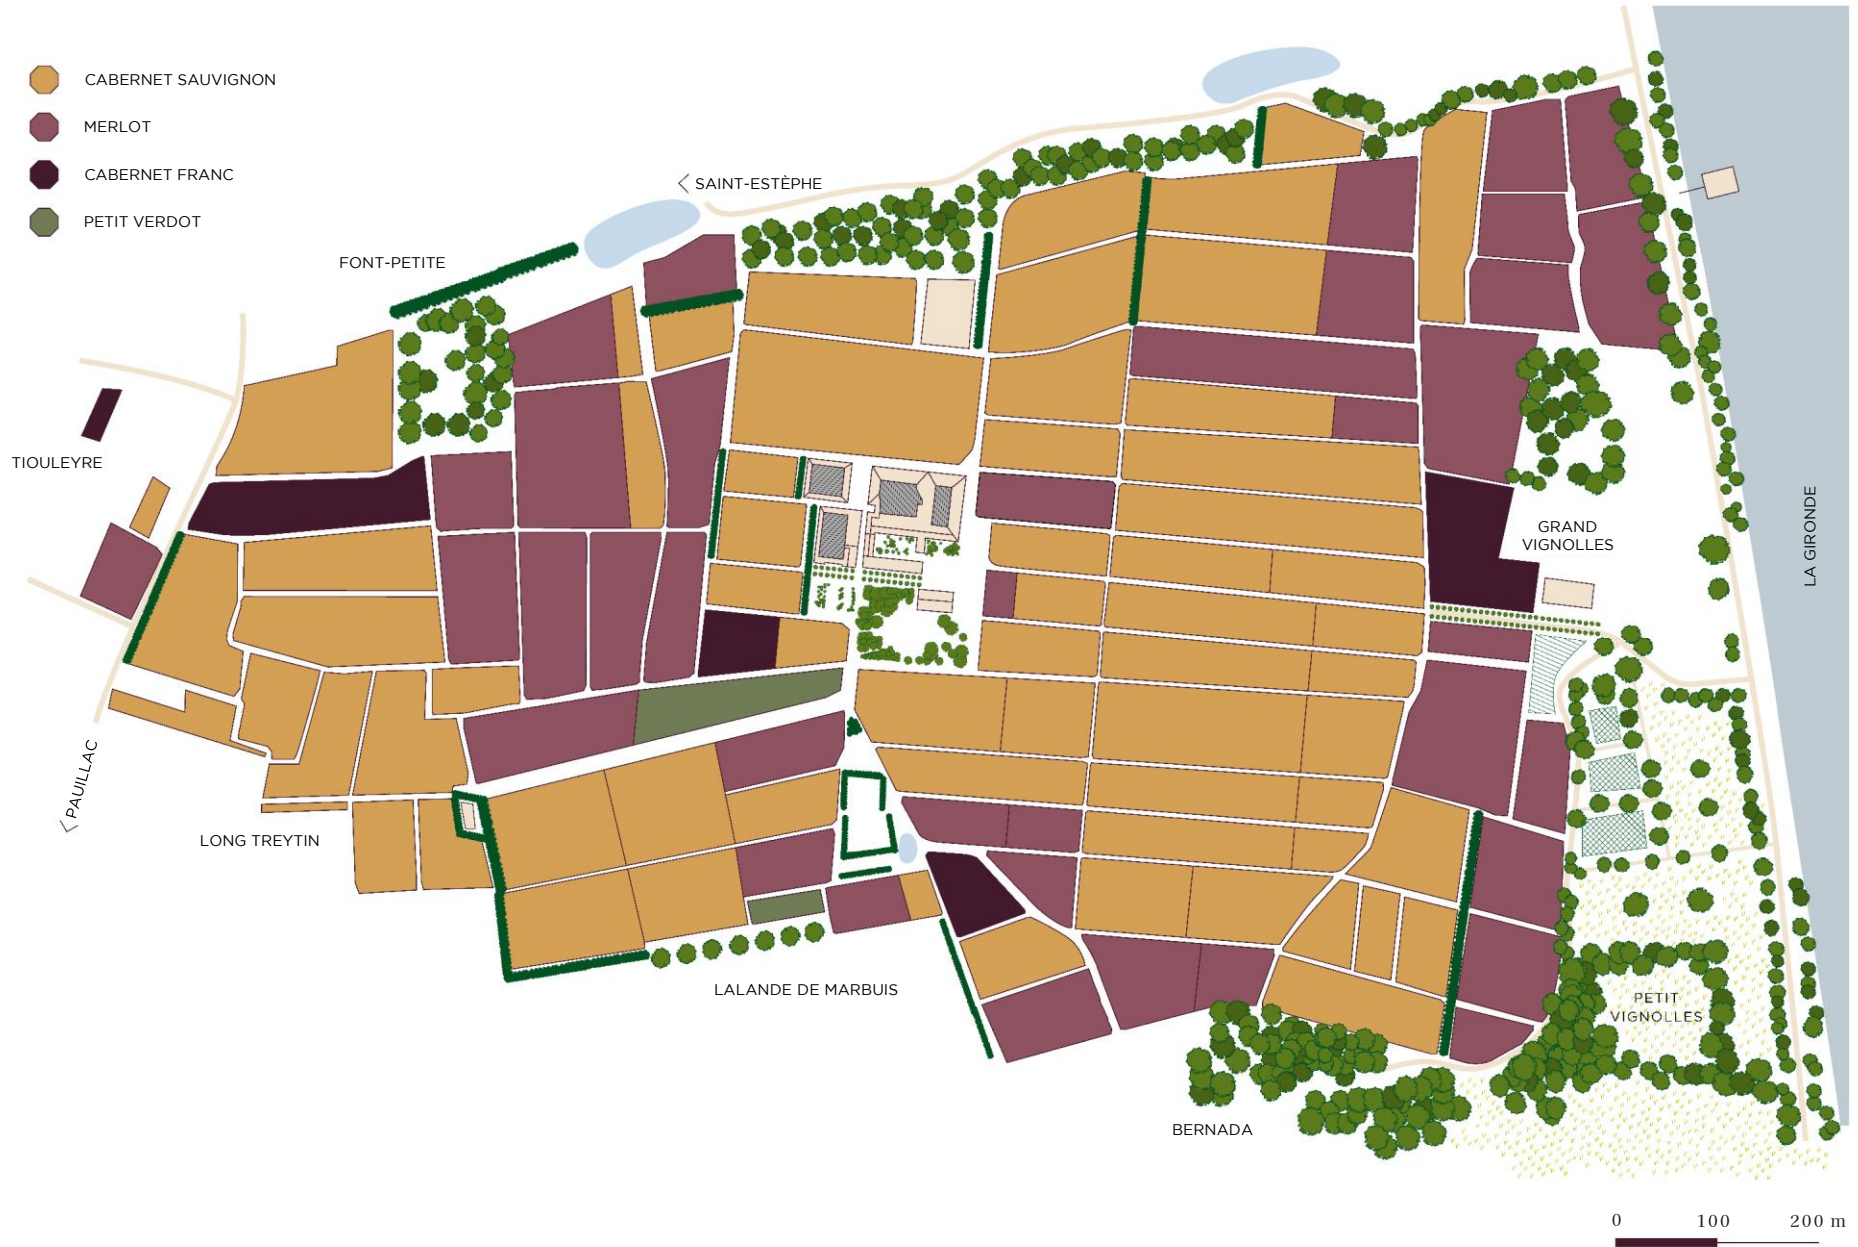 CABERNET SAUVIGNON
MERLOT
CABERNET FRANC
PETIT VERDOT
SAINT-ESTÈPHE
FONT-PETITE
TIOULEYRE
GRAND
VIGNOLLES
LA GIRONDE
PAUILLAC
LONG TREYTIN
LALANDE DE MARBUIS
PETIT
VIGNOLLES
BERNADA
0 100 200 m